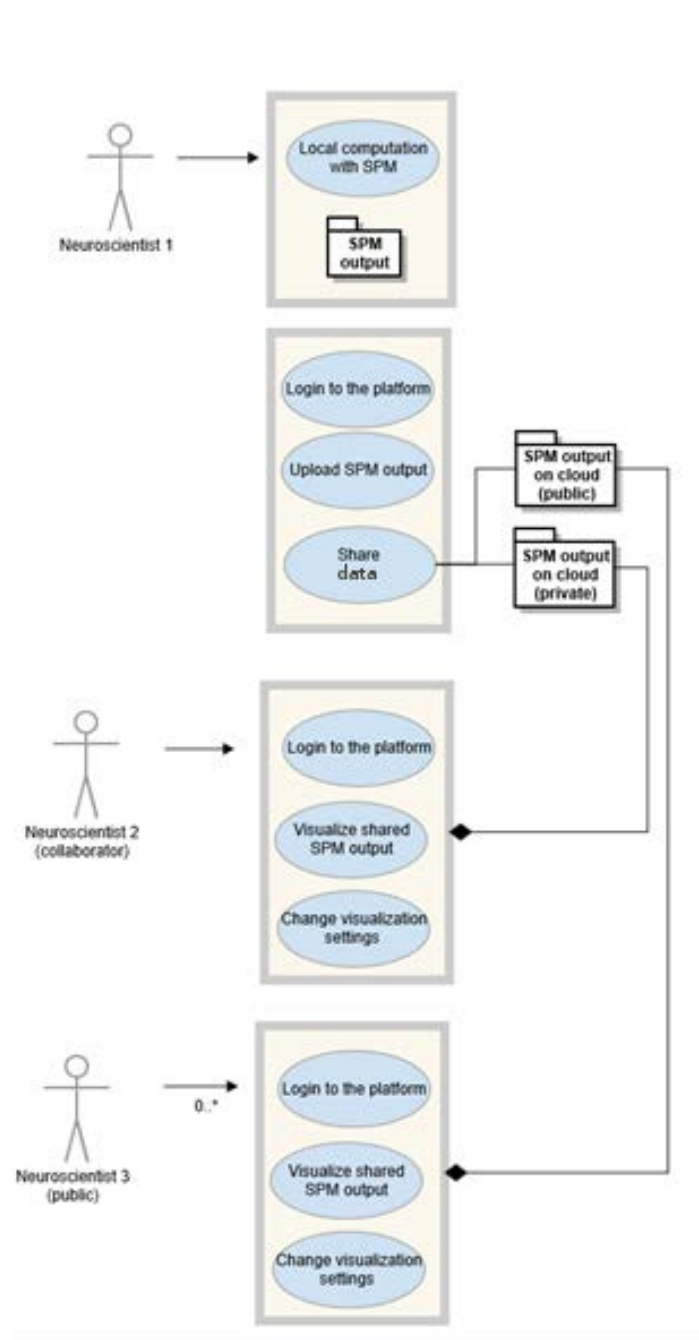 Local computation
with SPM
Neuroscientist 1
SPM
output
Login to the platform
Upload SPM output
Share
data
SPM output
on cloud
(public)
SPM output
on cloud
(private)
Login to the platform
Neuroscientist 2
(collaborator)
Visualize shared
SPM output
Change visualization
settings
Login to the platform
0..*
Neuroscientist 3
(public)
Visualize shared
SPM output
Change visualization
settings